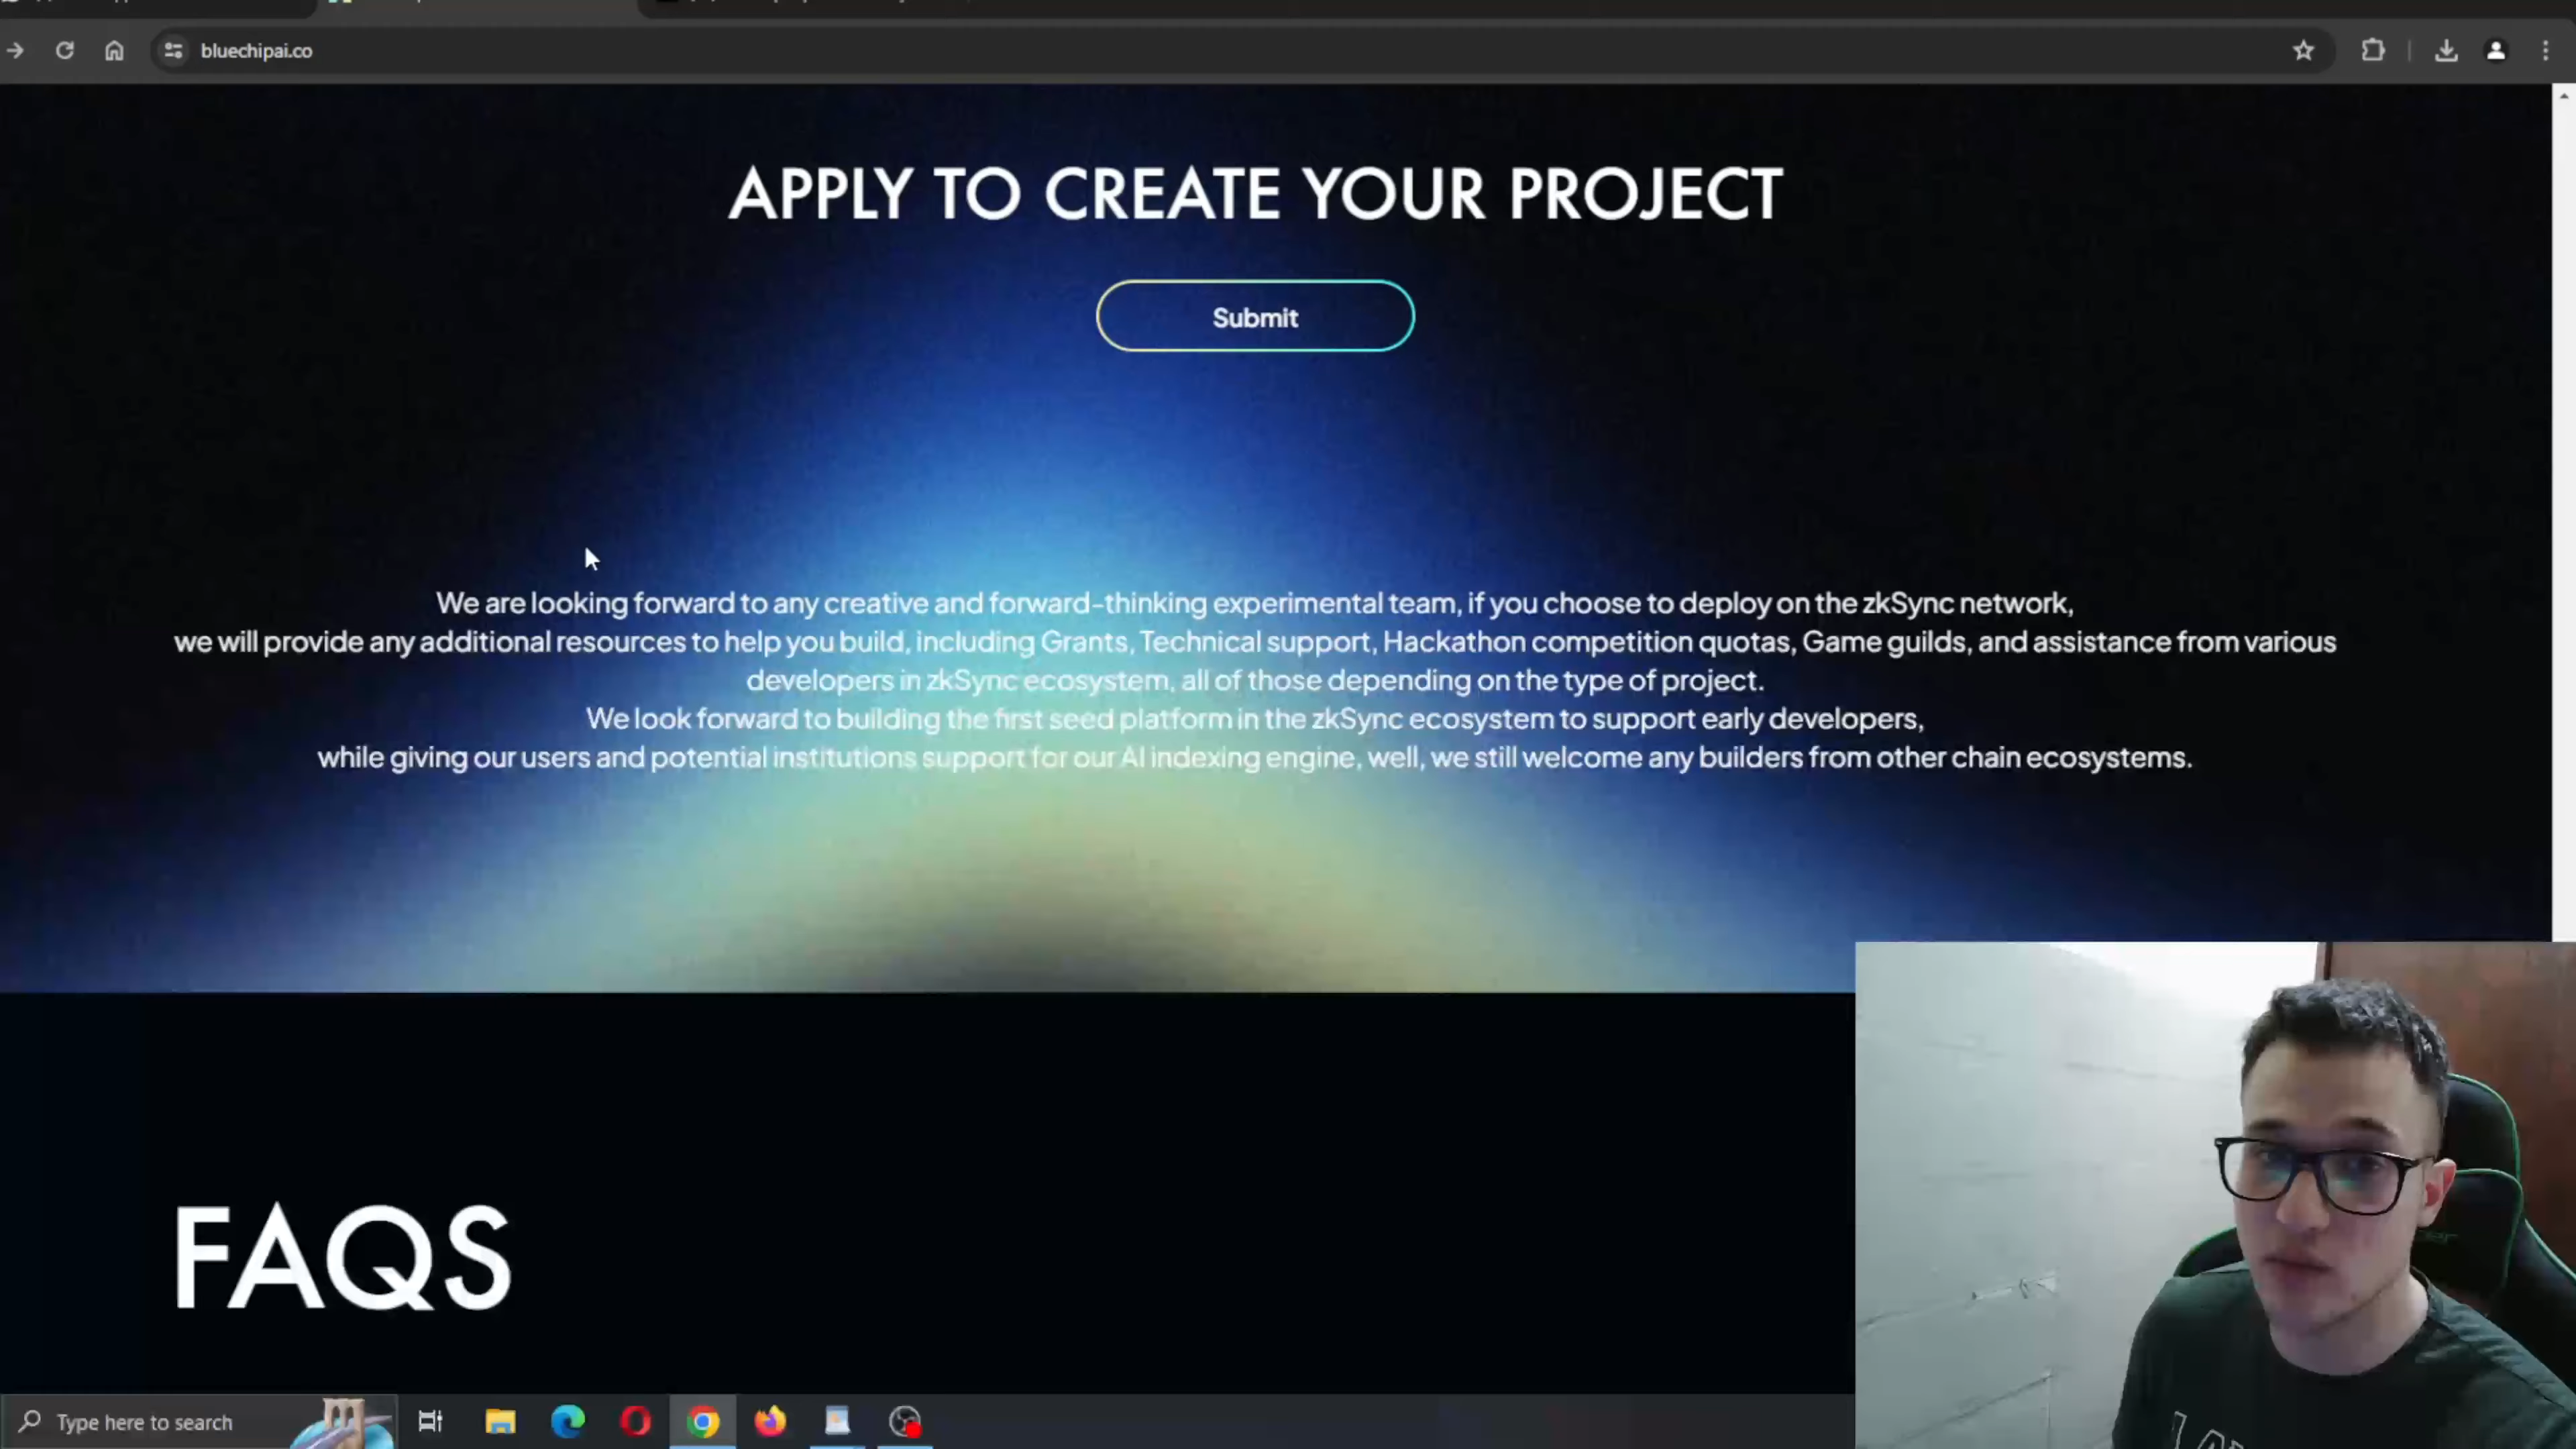 bluechipai.co
APPLY TO CREATE YOUR PROJECT
Submit
We are looking forward to any creative and forward-thinking experimental team, if you choose to deploy on the zkSync network,
we will provide any additional resources to help you build, including Grants, Technical support, Hackathon competition quotas, Game guilds, and assistance from various
developers in zkSync ecosystem, all of those depending on the type of project.
We look forward to building the first seed platform in the zkSync ecosystem to support early developers,
while giving our users and potential institutions support for our AI indexing engine, well, we still welcome any builders from other chain ecosystems.
FAQS
Type here to search